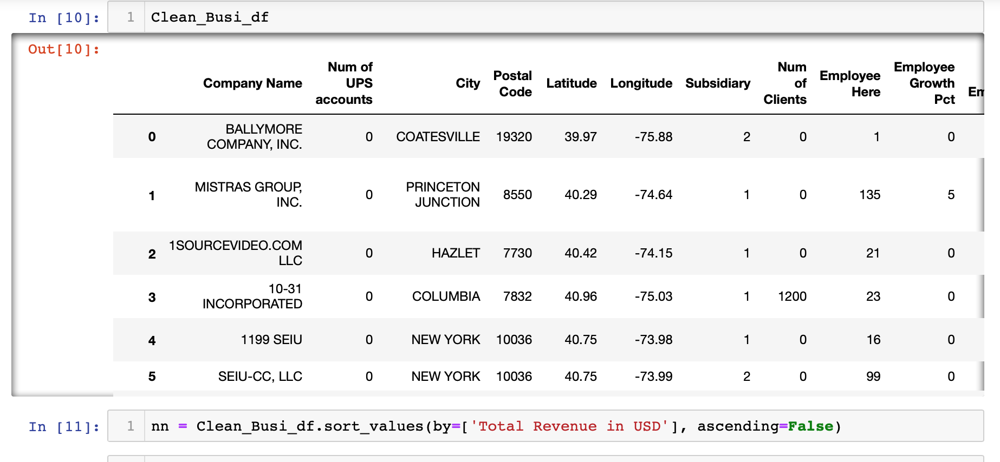 In [10]: 1 Clean_Busi_df
Out[10]:
Company Name Num of UPS accounts City Postal Code Latitude Longitude Subsidiary Num of Clients Employee Here Employee Growth Pct
0 BALLYMORE COMPANY, INC. 0 COATESVILLE 19320 39.97 -75.88 2 0 1 0
1 MISTRAS GROUP, INC. 0 PRINCETON JUNCTION 8550 40.29 -74.64 1 0 135 5
2 1SOURCEVIDEO.COM LLC 0 HAZLET 7730 40.42 -74.15 1 0 21 0
3 10-31 INCORPORATED 0 COLUMBIA 7832 40.96 -75.03 1 1200 23 0
4 1199 SEIU 0 NEW YORK 10036 40.75 -73.98 1 0 16 0
5 SEIU-CC, LLC 0 NEW YORK 10036 40.75 -73.99 2 0 99 0
In [11]: 1 nn = Clean_Busi_df.sort_values(by=['Total Revenue in USD'], ascending=False)